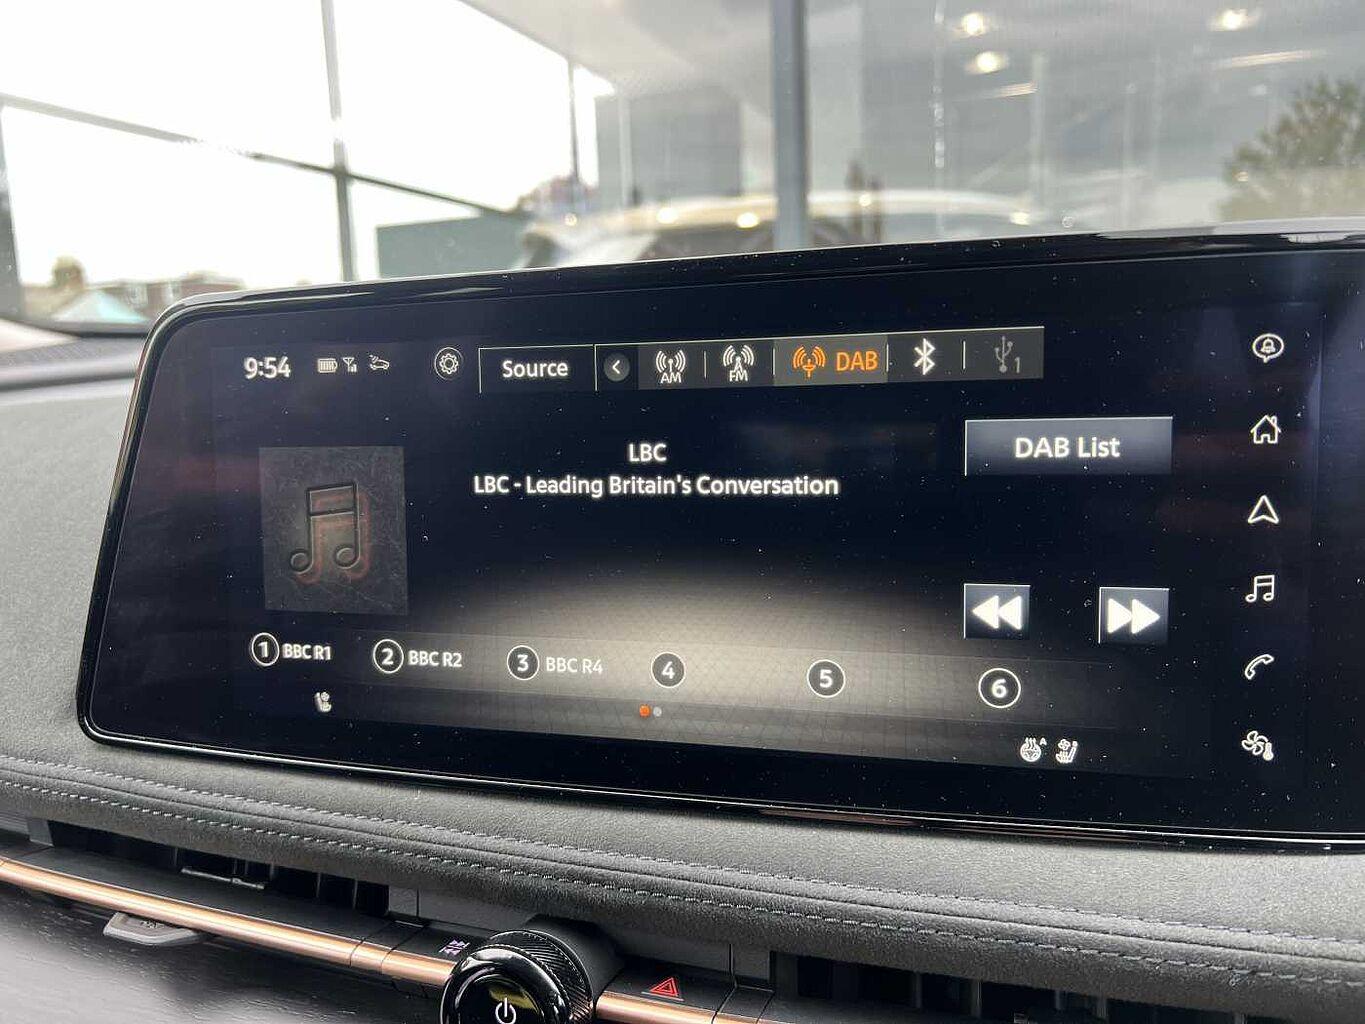 9:54 Source AM FM DAB 1
LBC
LBC - Leading Britain's Conversation
DAB List
1 BBC R1 2 BBC R2 3 BBC R4 4 5 6
A